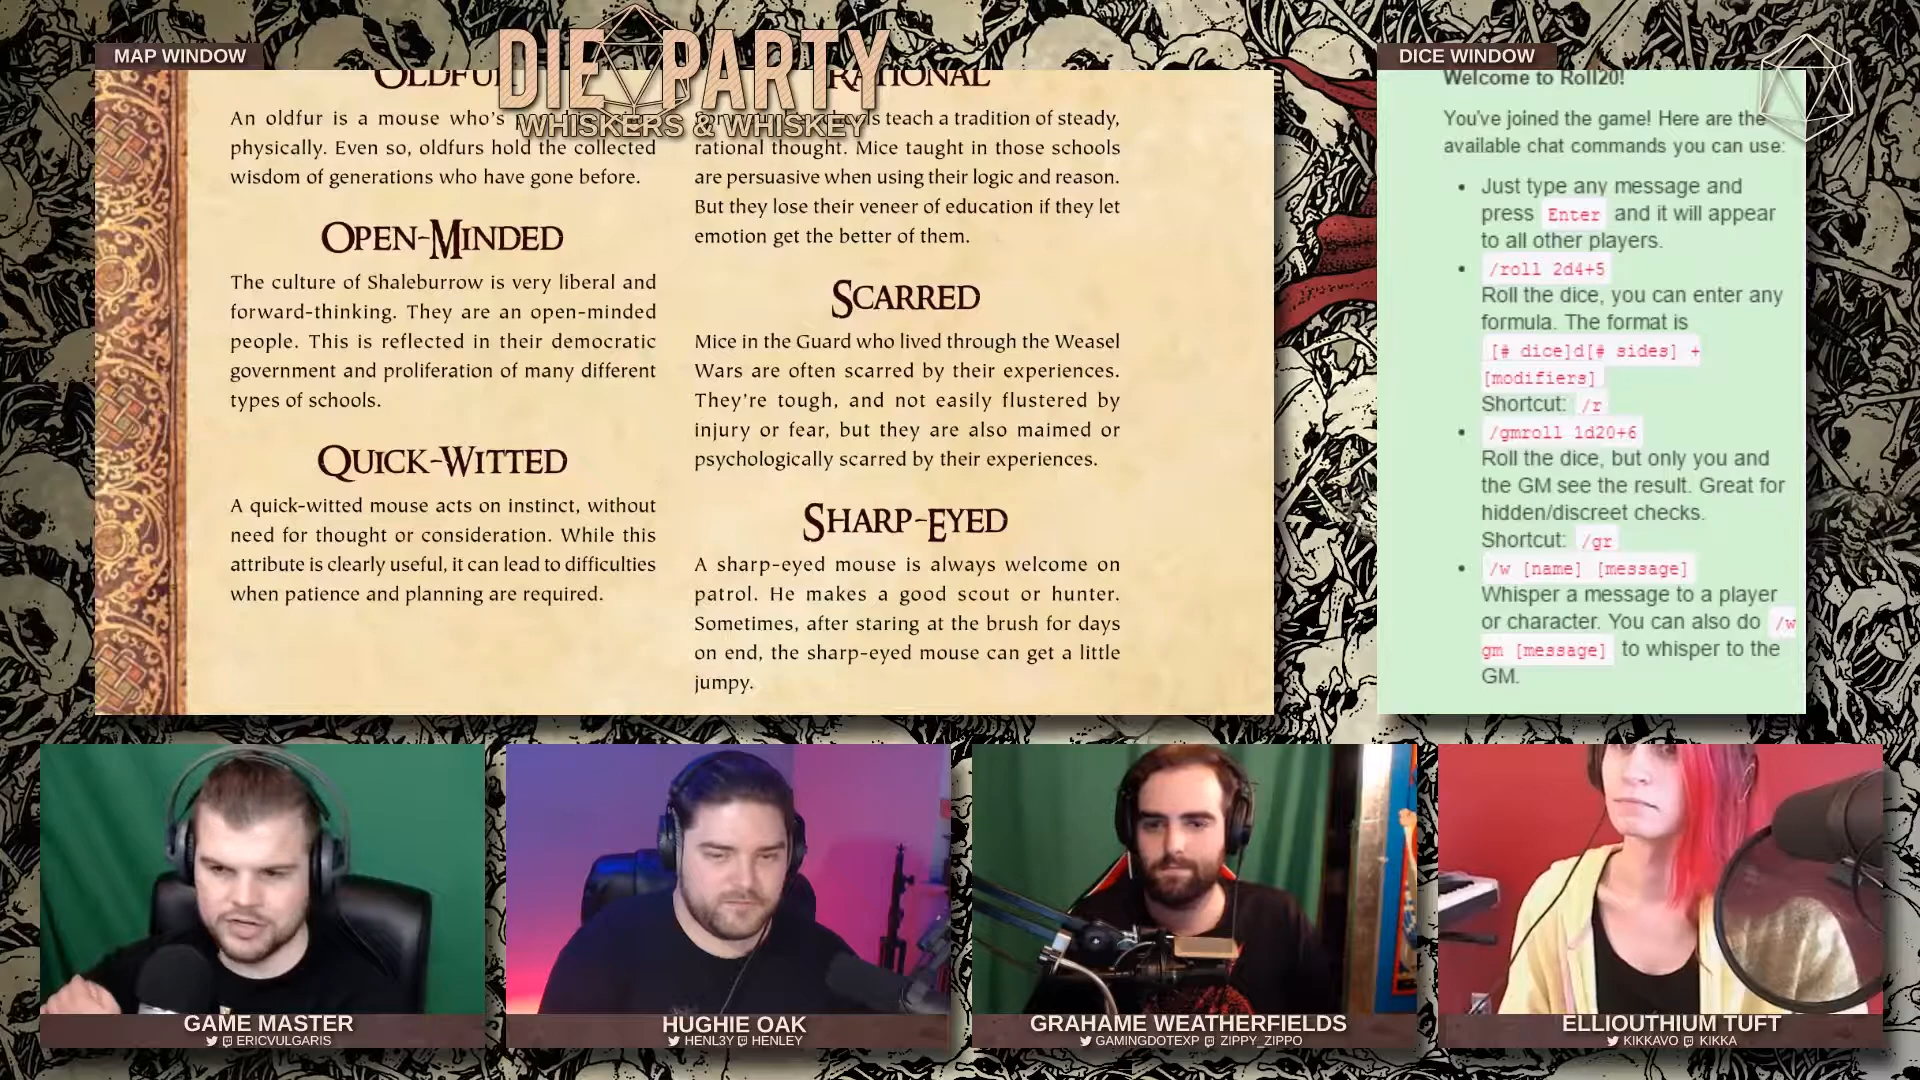 MAP WINDOW
DIE PARTY
WHISKERS & WHISKEY
DICE WINDOW
An oldfur is a mouse who's
physically. Even so, oldfurs hold the collected
wisdom of generations who have gone before.
OPEN-MINDED
The culture of Shaleburrow is very liberal and
forward-thinking. They are an open-minded
people. This is reflected in their democratic
government and proliferation of many different
types of schools.
QUICK-WITTED
A quick-witted mouse acts on instinct, without
need for thought or consideration. While this
attribute is clearly useful, it can lead to difficulties
when patience and planning are required.
RATIONAL
teach a tradition of steady,
rational thought. Mice taught in those schools
are persuasive when using their logic and reason.
But they lose their veneer of education if they let
emotion get the better of them.
SCARRED
Mice in the Guard who lived through the Weasel
Wars are often scarred by their experiences.
They're tough, and not easily flustered by
injury or fear, but they are also maimed or
psychologically scarred by their experiences.
SHARP-EYED
A sharp-eyed mouse is always welcome on
patrol. He makes a good scout or hunter.
Sometimes, after staring at the brush for days
on end, the sharp-eyed mouse can get a little
jumpy.
Welcome to Roll20!
You've joined the game! Here are the
available chat commands you can use:
• Just type any message and
press Enter and it will appear
to all other players.
• /roll 2d4+5
Roll the dice, you can enter any
formula. The format is
[# dice]d[# sides] +
[modifiers]
Shortcut: /r
• /gmroll 1d20+6
Roll the dice, but only you and
the GM see the result. Great for
hidden/discreet checks.
Shortcut: /gr
• /w [name] [message]
Whisper a message to a player
or character. You can also do /w
gm [message] to whisper to the
GM.
GAME MASTER
ERICVULGARIS
HUGHIE OAK
HENL3Y HENLEY
GRAHAME WEATHERFIELDS
GAMINGDOTEXP ZIPPY_ZIPPO
ELLIOUTHIUM TUFT
KIKKAVO KIKKA